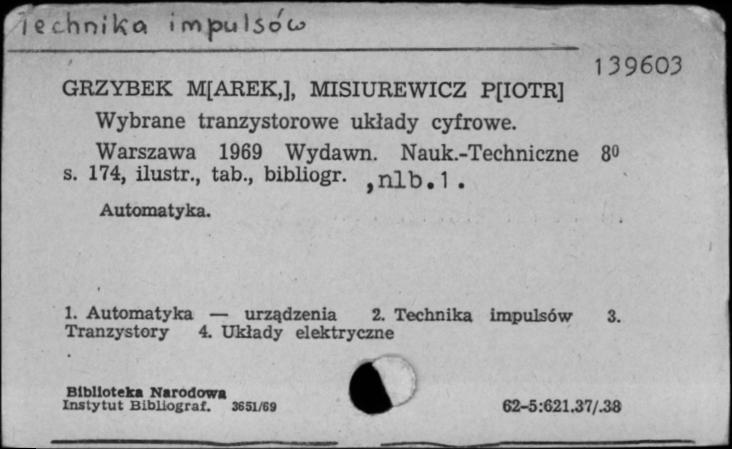 Technika impulsów
139603
GRZYBEK M[AREK,], MISIUREWICZ P[IOTR]
Wybrane tranzystorowe układy cyfrowe.
Warszawa 1969 Wydawn. Nauk.-Techniczne 8⁰
s. 174, ilustr., tab., bibliogr. ,nlb.1.
Automatyka.
1. Automatyka — urządzenia 2. Technika impulsów 3.
Tranzystory 4. Układy elektryczne
Biblioteka Narodowa
Instytut Bibliograf. 3651/69
62-5:621.37/.38